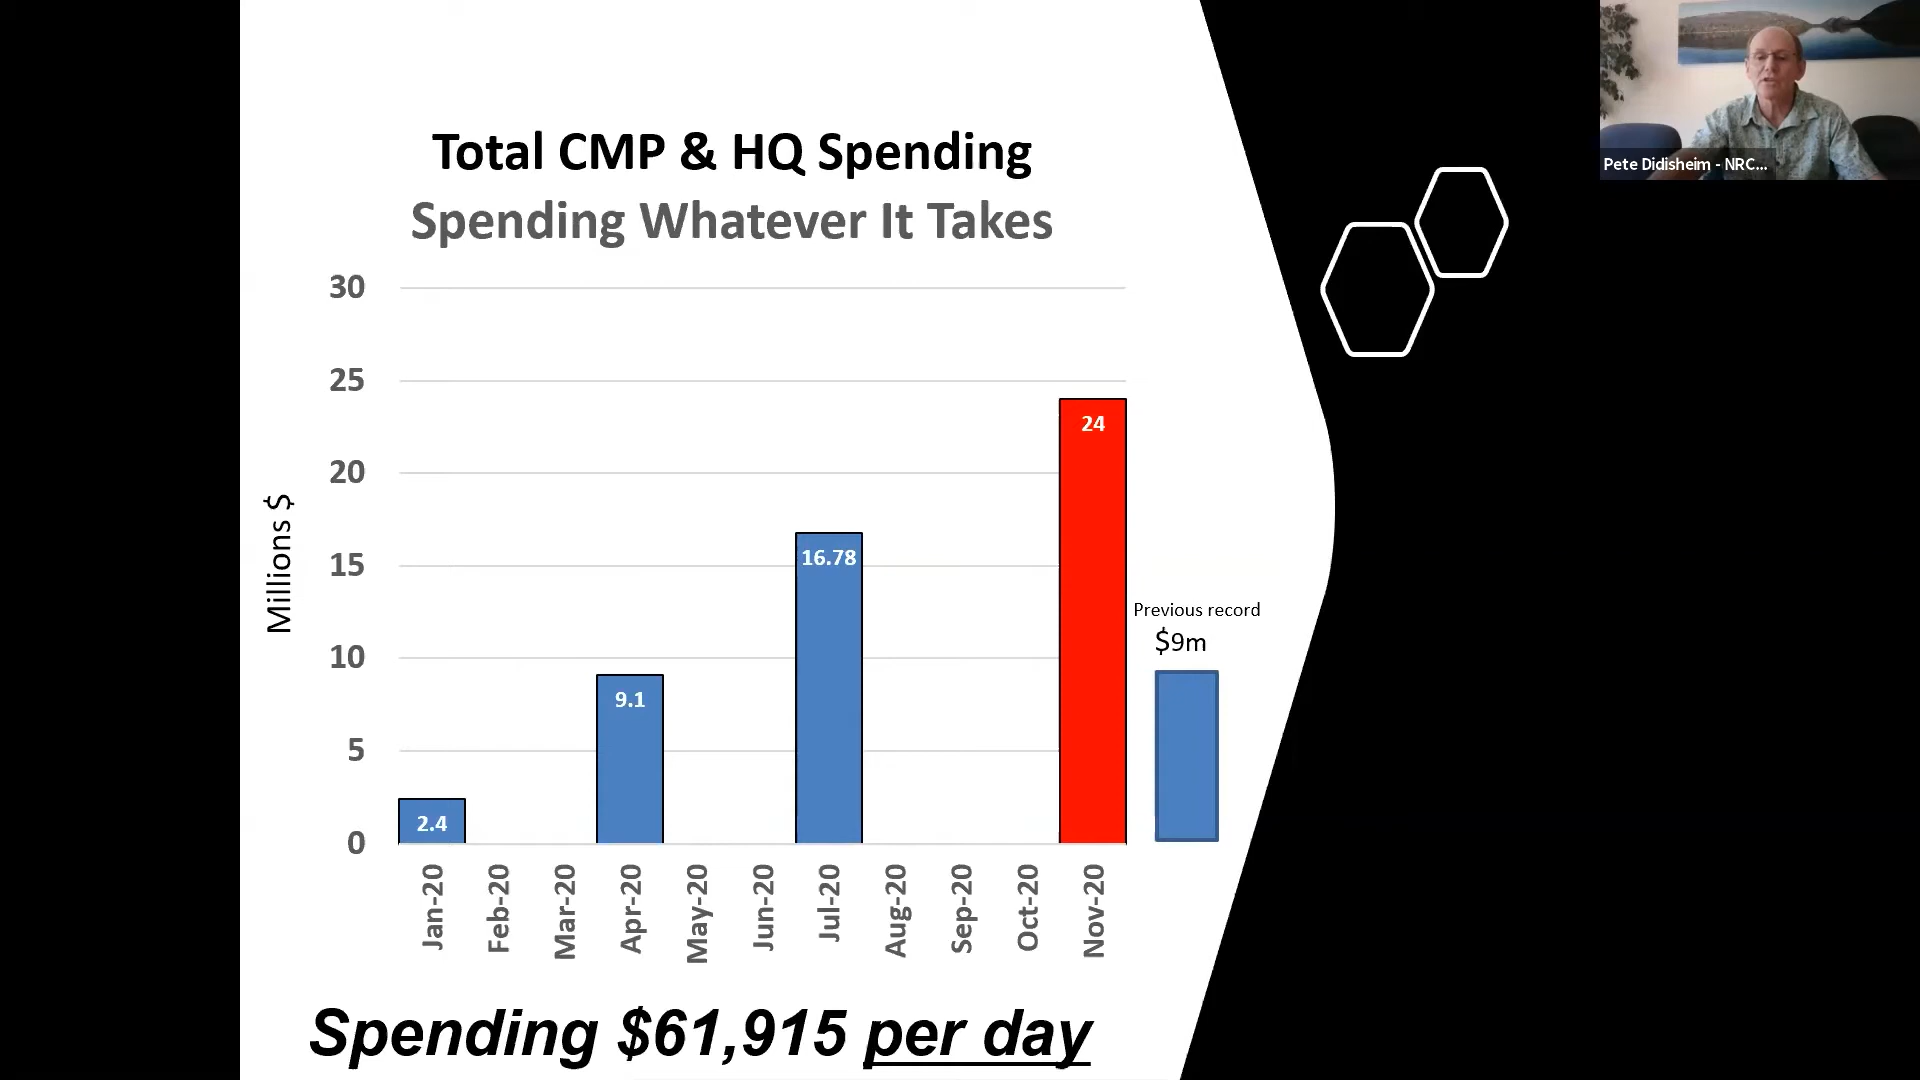 Total CMP & HQ Spending
Spending Whatever It Takes
Millions $
30
25
20
15
10
5
0
2.4
9.1
16.78
24
Previous record
$9m
Jan-20
Feb-20
Mar-20
Apr-20
May-20
Jun-20
Jul-20
Aug-20
Sep-20
Oct-20
Nov-20
Spending $61,915 per day
Pete Didisheim - NRC...